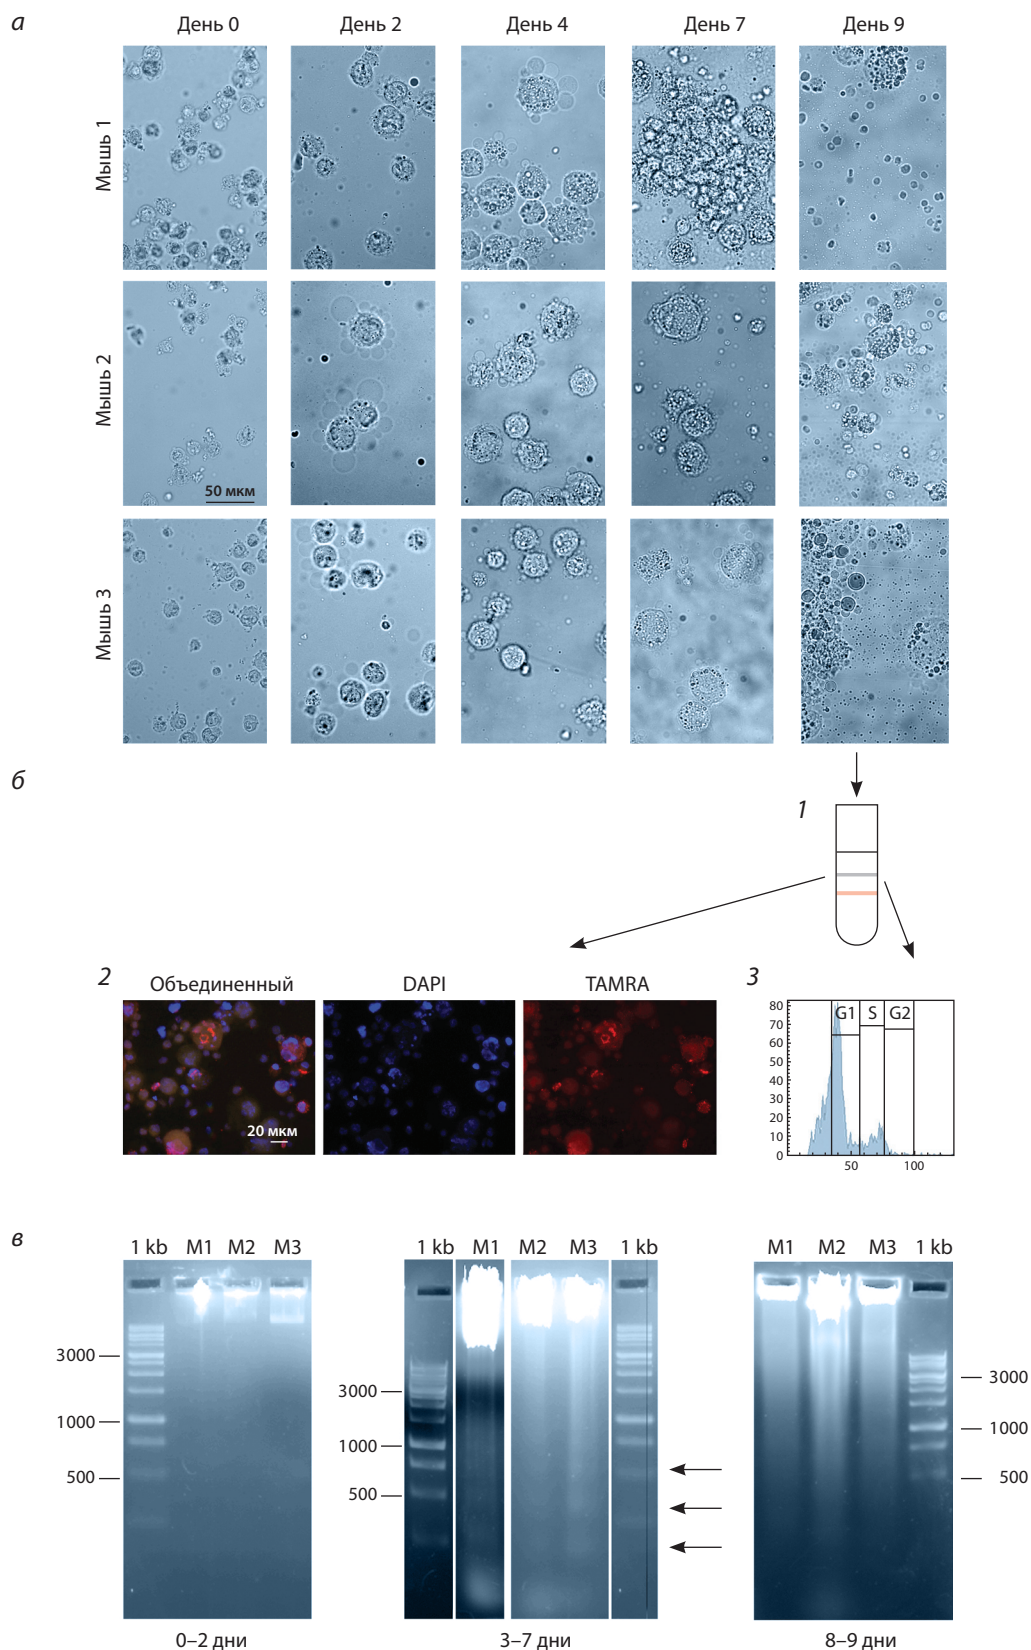 а
День 0 День 2 День 4 День 7 День 9
Мышь 1
Мышь 2
50 мкм
Мышь 3
б
1
2
Объединенный DAPI TAMRA
20 мкм
3
G1 S G2
80
70
60
50
40
30
20
10
0
50 100
в
1 kb M1 M2 M3
3000
1000
500
0–2 дни
1 kb M1 M2 M3 1 kb
3000
1000
500
3–7 дни
M1 M2 M3 1 kb
3000
1000
500
8–9 дни